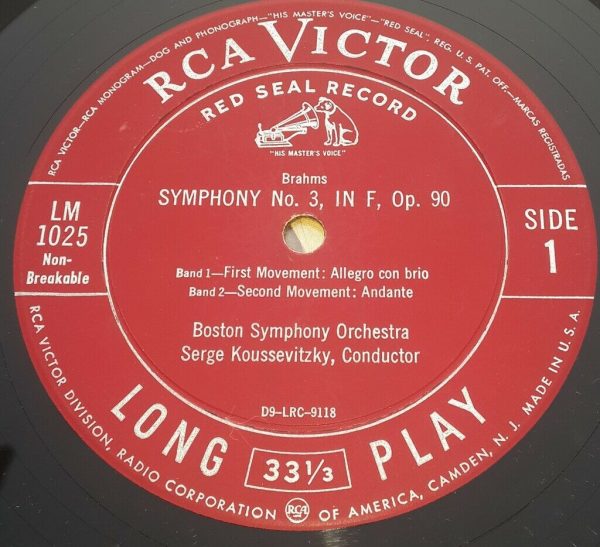 RCA VICTOR—RCA MONOGRAM—DOG AND PHONOGRAPH—"HIS MASTER'S VOICE"—"RED SEAL", REG. U.S. PAT. OFF.—MARCAS REGISTRADAS
RCA VICTOR
RED SEAL RECORD
"HIS MASTER'S VOICE"
Brahms
SYMPHONY No. 3, IN F, Op. 90
LM
1025
Non-
Breakable
SIDE
1
Band 1—First Movement: Allegro con brio
Band 2—Second Movement: Andante
Boston Symphony Orchestra
Serge Koussevitzky, Conductor
D9-LRC-9118
LONG 33 1/3 PLAY
RCA VICTOR DIVISION, RADIO CORPORATION RCA OF AMERICA, CAMDEN, N. J. MADE IN U.S.A.